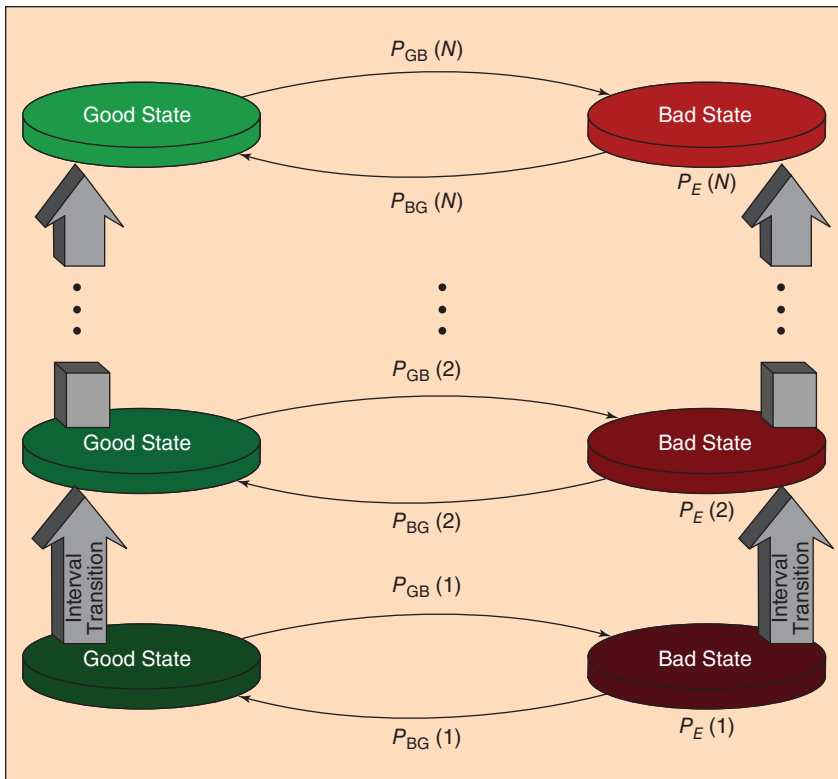 P_GB (N)
Good State
Bad State
P_E (N)
P_BG (N)
P_GB (2)
Good State
Bad State
P_BG (2)
P_E (2)
Interval
Transition
Interval
Transition
P_GB (1)
Good State
Bad State
P_BG (1)
P_E (1)